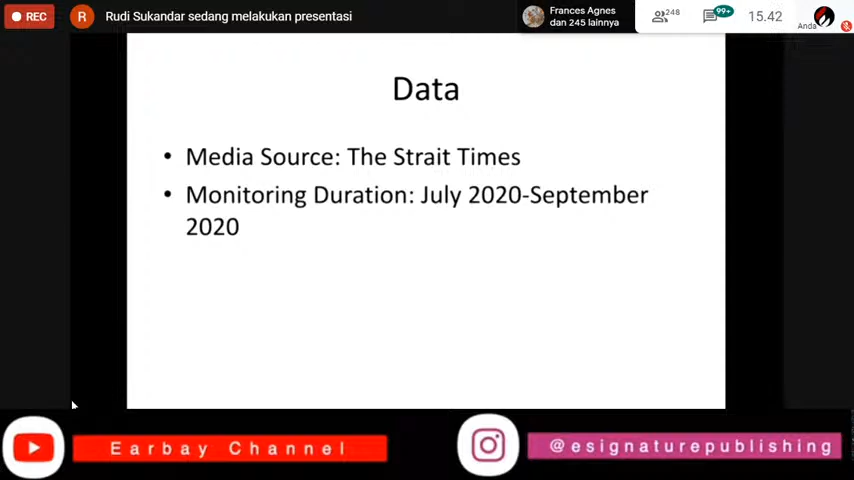 REC
R
Rudi Sukandar sedang melakukan presentasi
Frances Agnes
dan 245 lainnya
248
99+
15.42
Anda
Data
• Media Source: The Strait Times
• Monitoring Duration: July 2020-September
2020
Earbay Channel
@esignaturepublishing